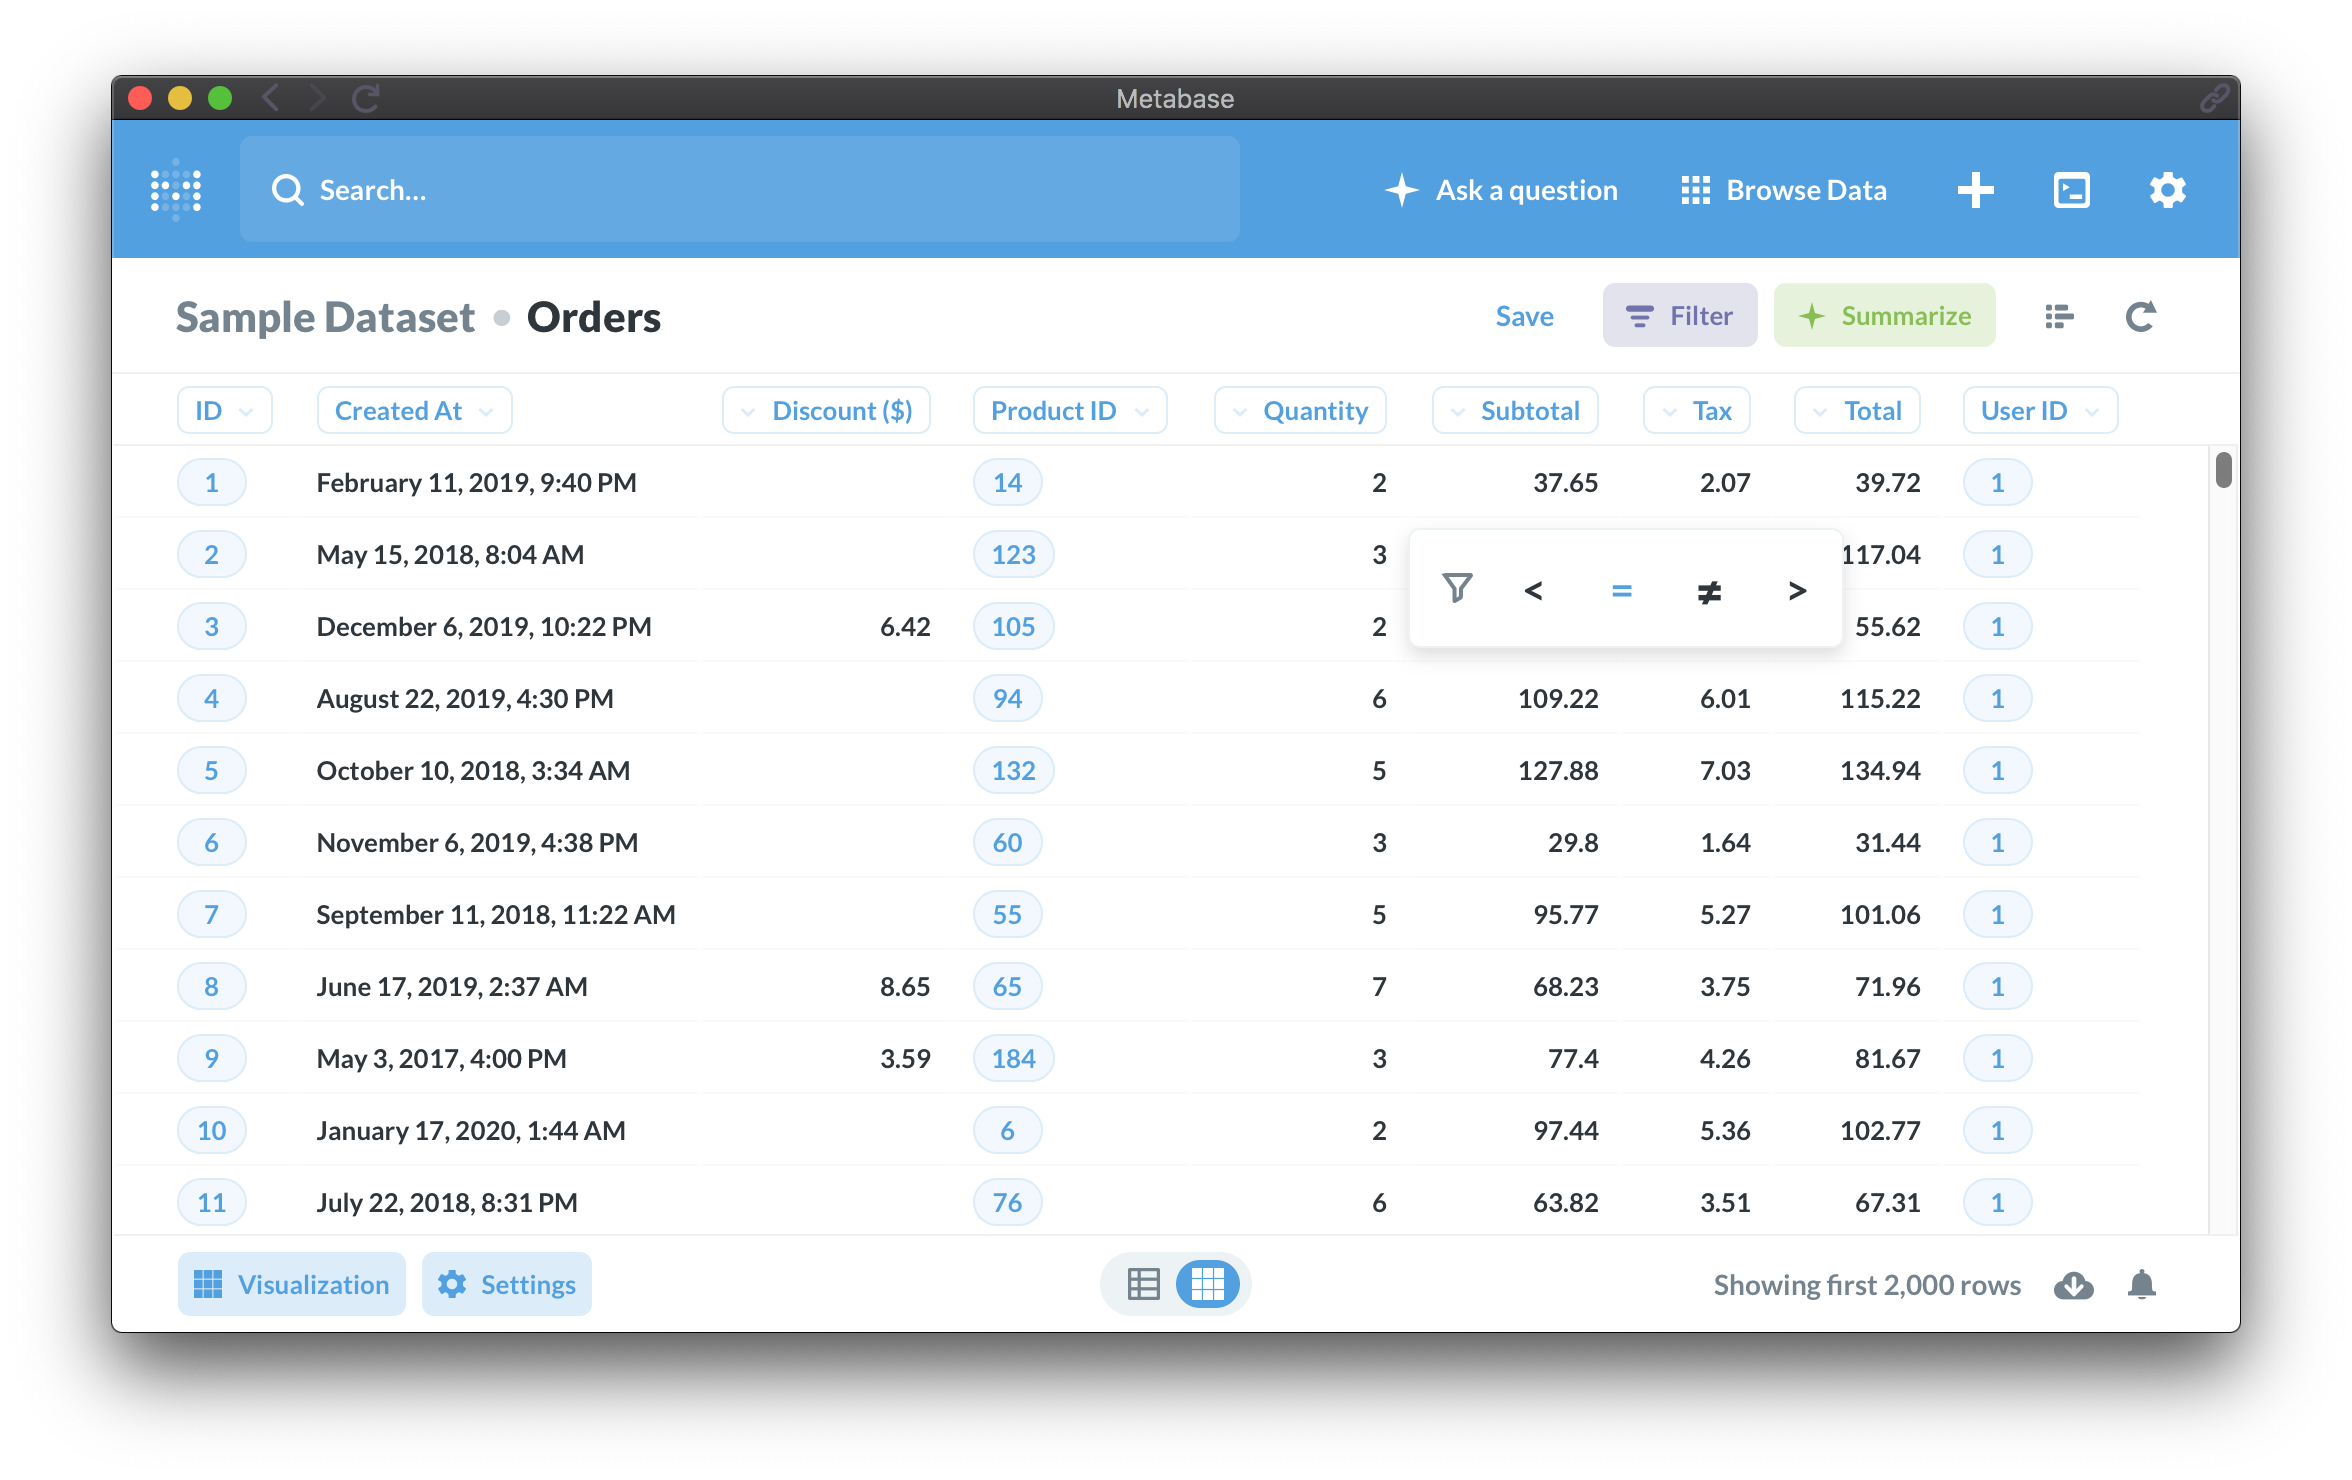 Metabase
Search...
Ask a question
Browse Data
Sample Dataset • Orders
Save
Filter
Summarize
ID Created At Discount ($) Product ID Quantity Subtotal Tax Total User ID
1 February 11, 2019, 9:40 PM 14 2 37.65 2.07 39.72 1
2 May 15, 2018, 8:04 AM 123 3 117.04 1
< = ≠ >
3 December 6, 2019, 10:22 PM 6.42 105 2 55.62 1
4 August 22, 2019, 4:30 PM 94 6 109.22 6.01 115.22 1
5 October 10, 2018, 3:34 AM 132 5 127.88 7.03 134.94 1
6 November 6, 2019, 4:38 PM 60 3 29.8 1.64 31.44 1
7 September 11, 2018, 11:22 AM 55 5 95.77 5.27 101.06 1
8 June 17, 2019, 2:37 AM 8.65 65 7 68.23 3.75 71.96 1
9 May 3, 2017, 4:00 PM 3.59 184 3 77.4 4.26 81.67 1
10 January 17, 2020, 1:44 AM 6 2 97.44 5.36 102.77 1
11 July 22, 2018, 8:31 PM 76 6 63.82 3.51 67.31 1
Visualization
Settings
Showing first 2,000 rows